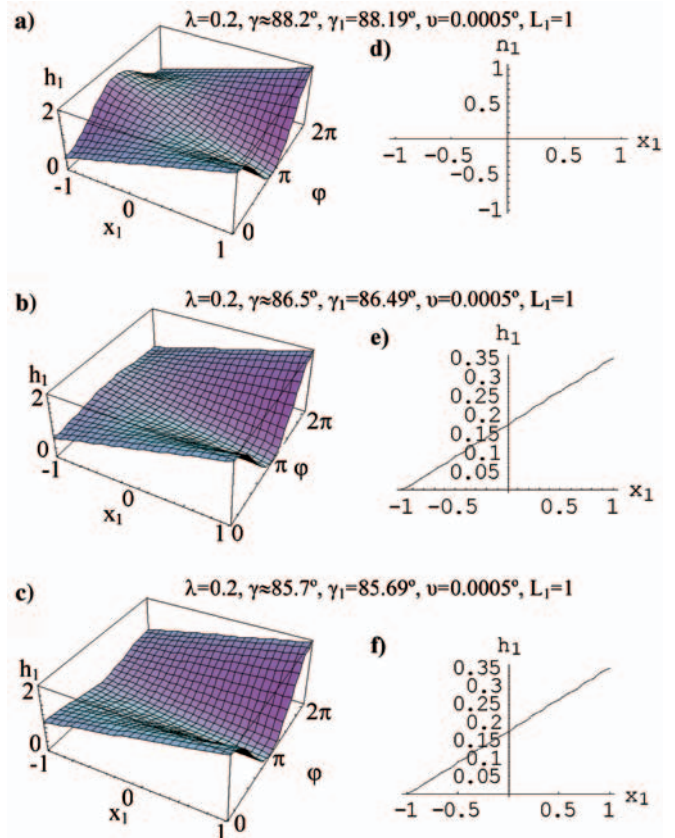 a) λ=0.2, γ≈88.2º, γ1=88.19º, υ=0.0005º, L1=1
h1
2
0
-1
0
x1
1
0
π
φ
2π
d)
n1
1
0.5
-1 -0.5 0.5 1 x1
-0.5
-1
b) λ=0.2, γ≈86.5º, γ1=86.49º, υ=0.0005º, L1=1
h1
2
0
-1
0
x1
1 0
π φ
2π
e)
h1
0.35
0.3
0.25
0.2
0.15
0.1
0.05
-1 -0.5 0.5 1 x1
c) λ=0.2, γ≈85.7º, γ1=85.69º, υ=0.0005º, L1=1
h1
2
0
-1
0
x1
1 0
π
φ
2π
f)
h1
0.35
0.3
0.25
0.2
0.15
0.1
0.05
-1 -0.5 0.5 1 x1